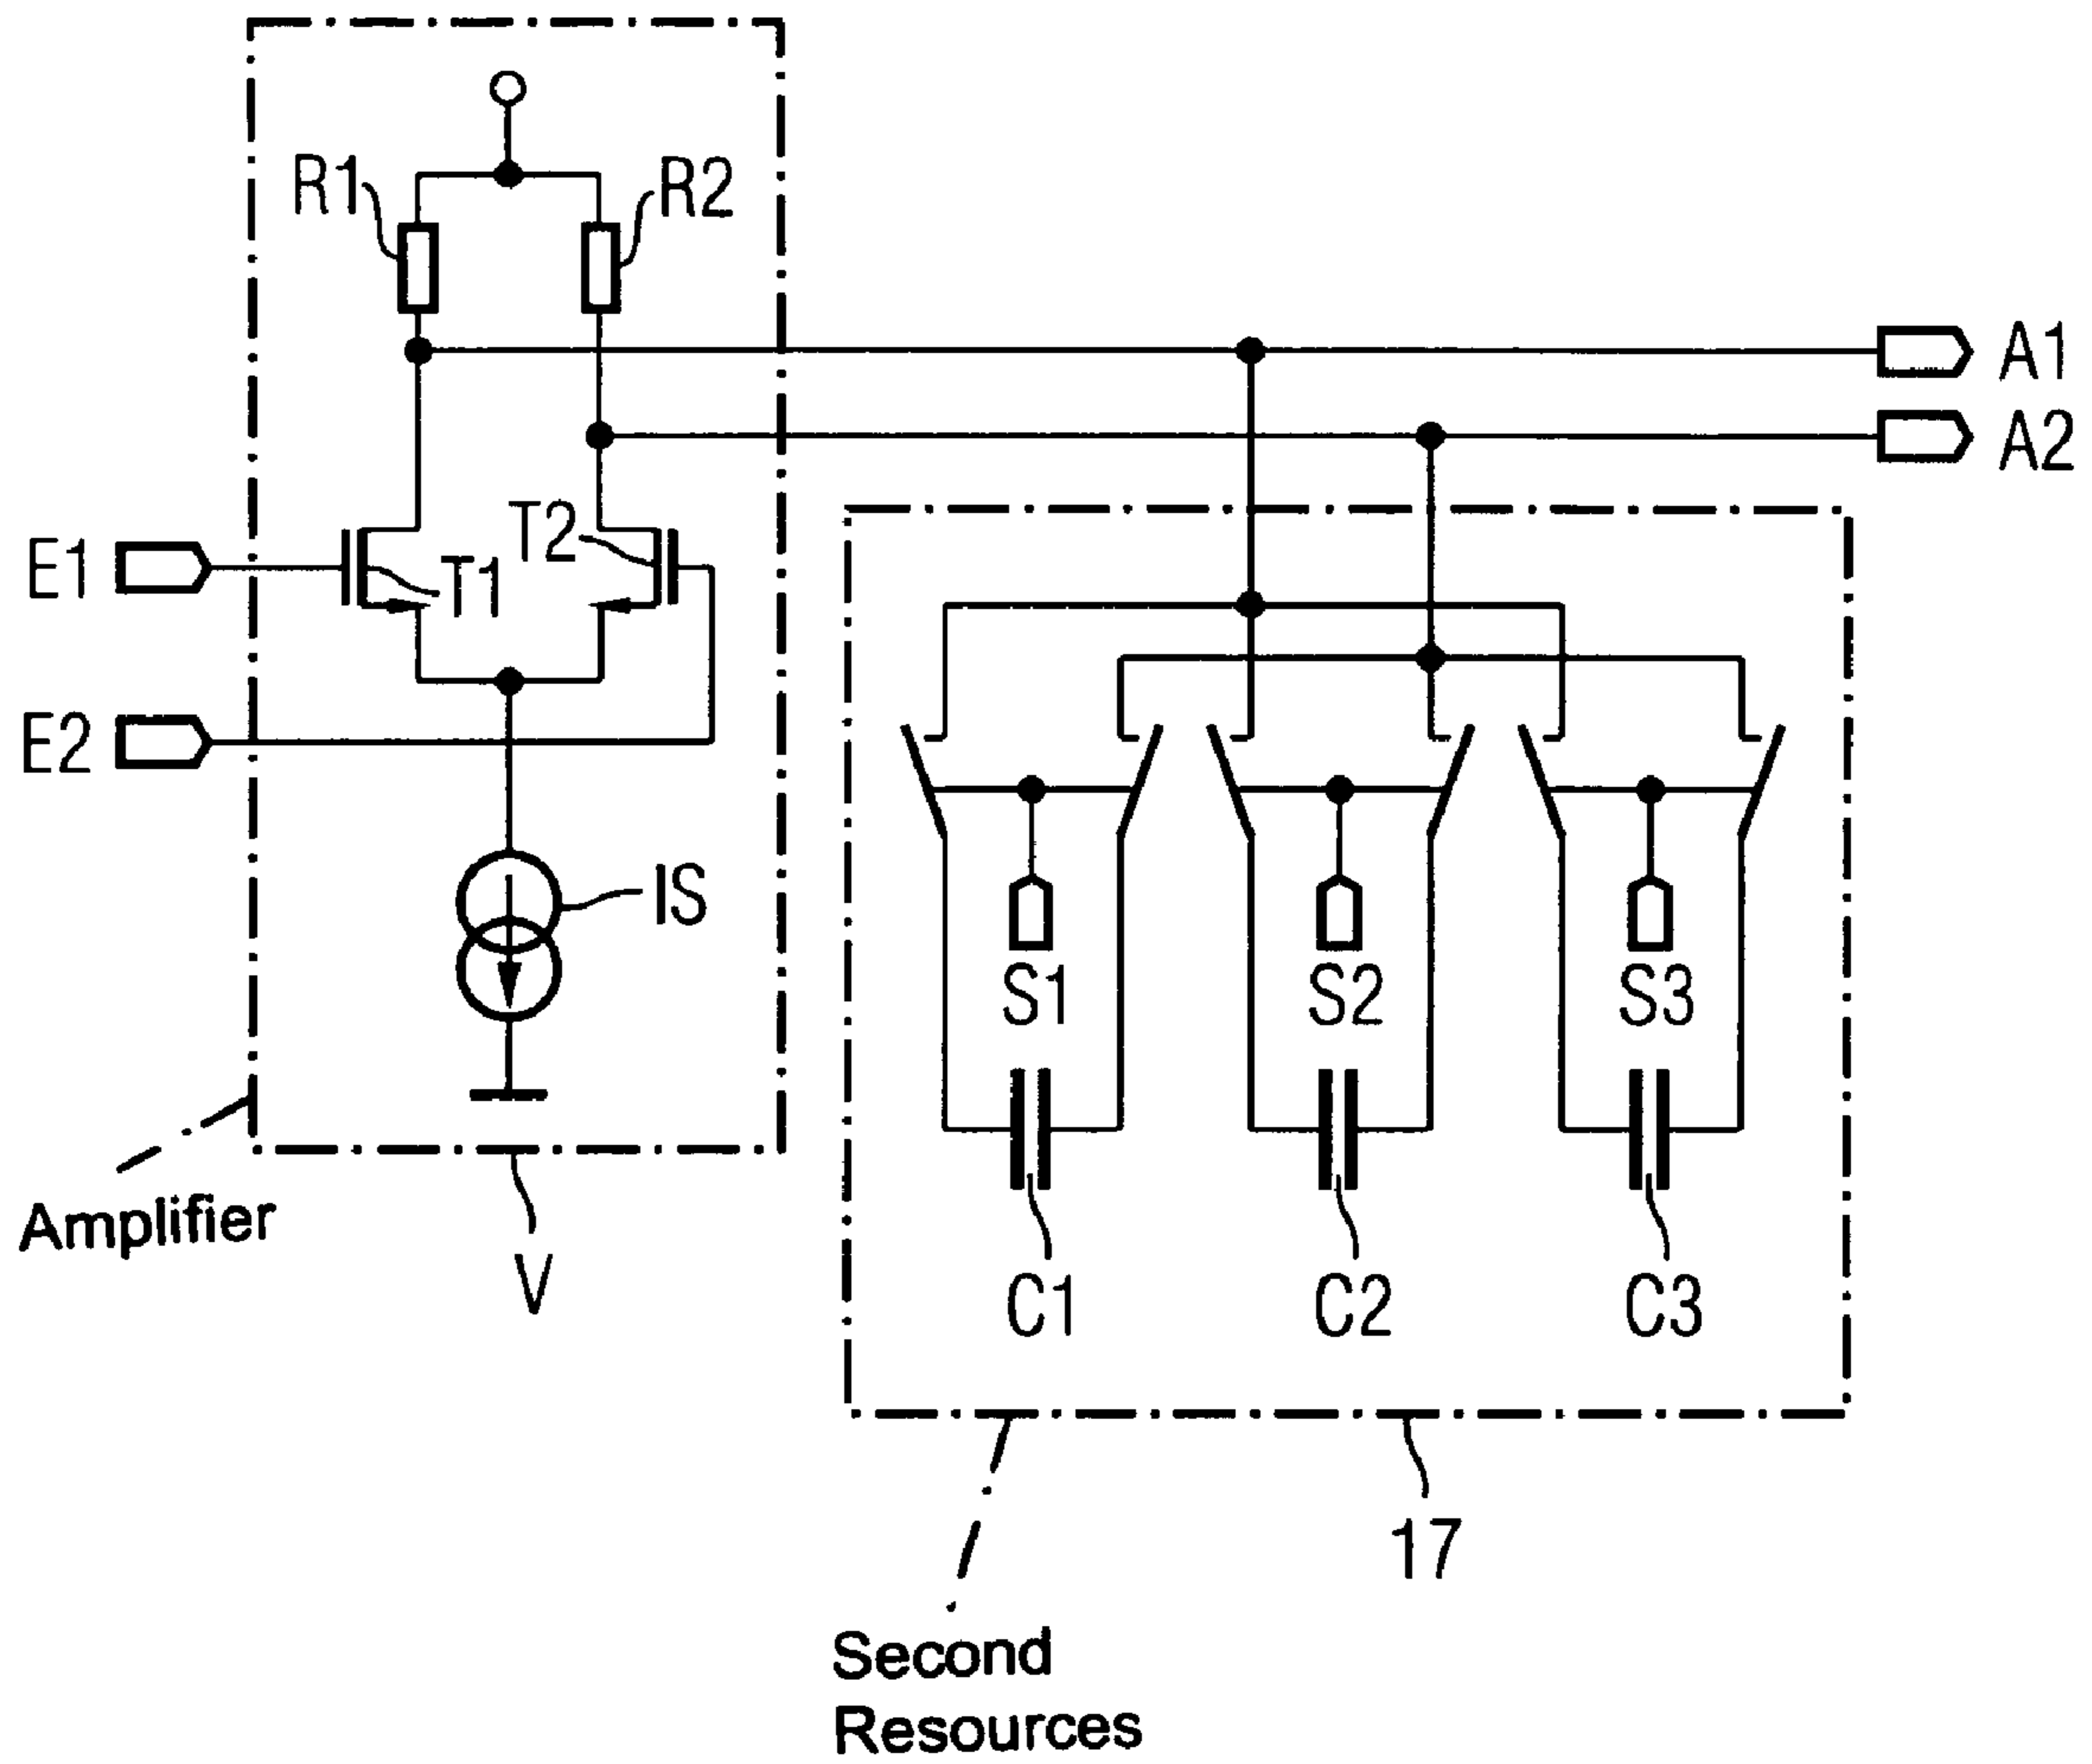 R1
R2
A1
A2
E1
T1
T2
E2
IS
S1
S2
S3
Amplifier
V
C1
C2
C3
17
Second
Resources